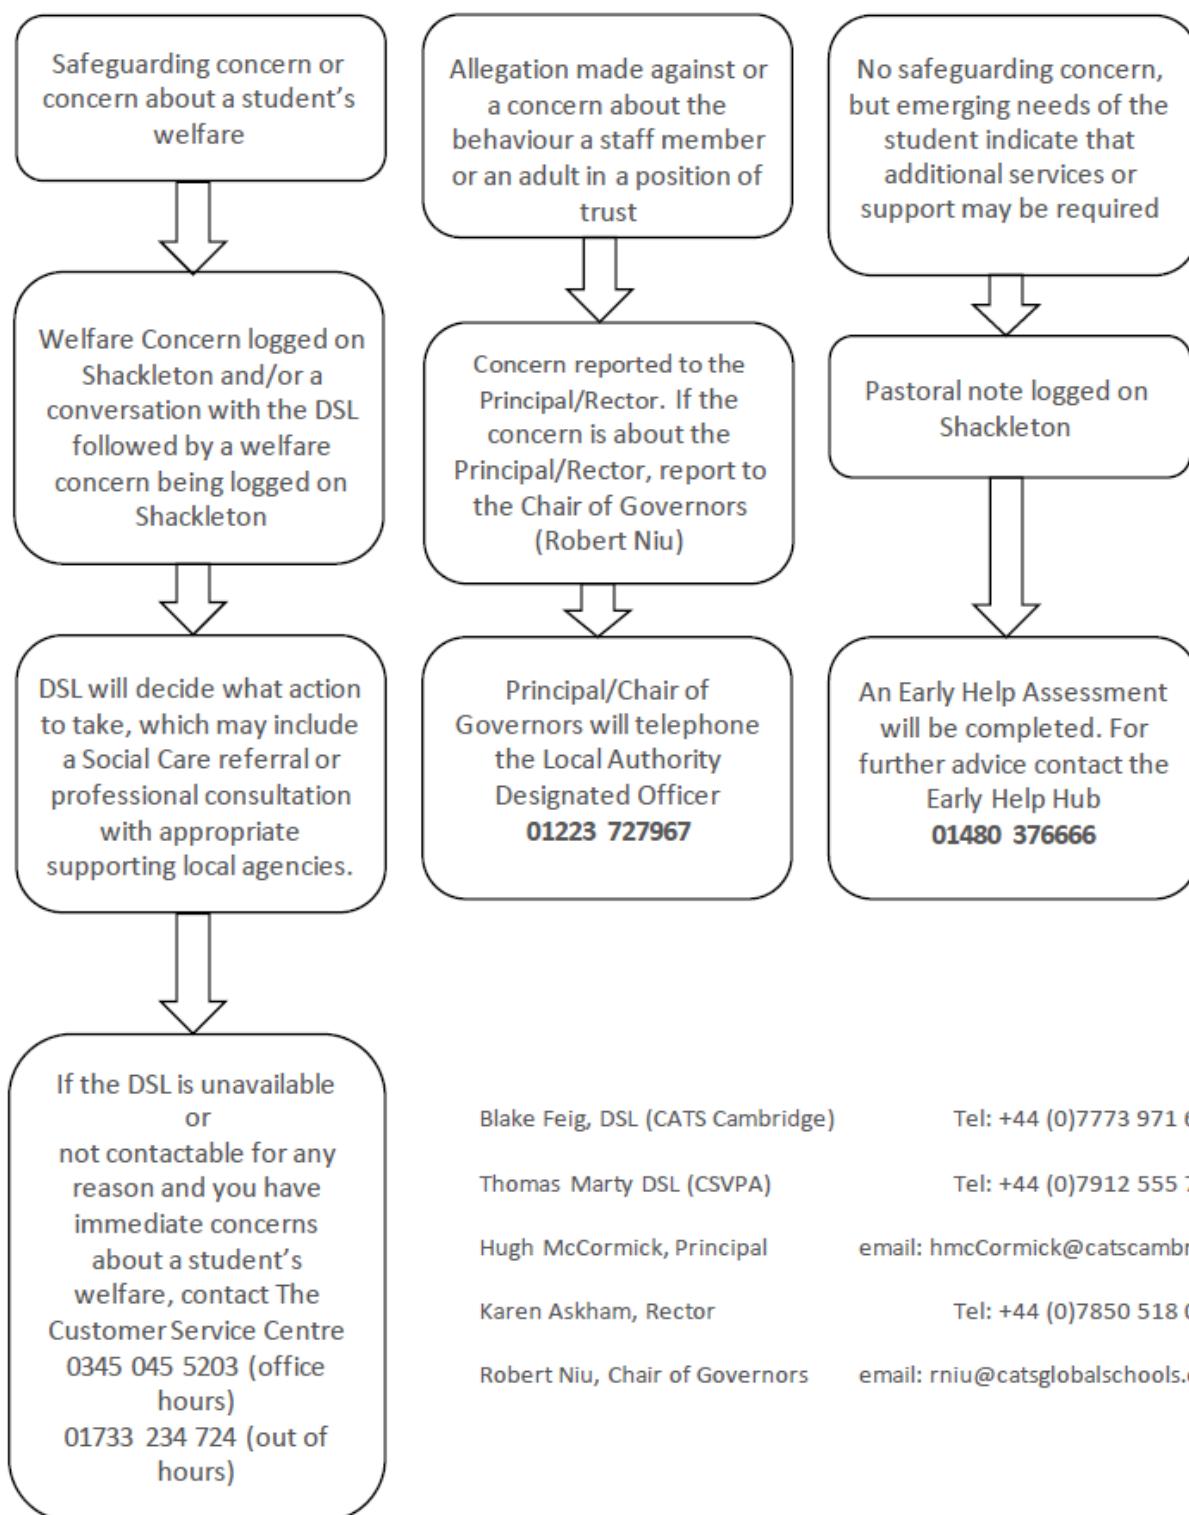 Safeguarding concern or
concern about a student's
welfare
Welfare Concern logged on
Shackleton and/or a
conversation with the DSL
followed by a welfare
concern being logged on
Shackleton
DSL will decide what action
to take, which may include
a Social Care referral or
professional consultation
with appropriate
supporting local agencies.
If the DSL is unavailable
or
not contactable for any
reason and you have
immediate concerns
about a student's
welfare, contact The
Customer Service Centre
0345 045 5203 (office
hours)
01733 234 724 (out of
hours)
Allegation made against or
a concern about the
behaviour a staff member
or an adult in a position of
trust
Concern reported to the
Principal/Rector. If the
concern is about the
Principal/Rector, report to
the Chair of Governors
(Robert Niu)
Principal/Chair of
Governors will telephone
the Local Authority
Designated Officer
01223 727967
No safeguarding concern,
but emerging needs of the
student indicate that
additional services or
support may be required
Pastoral note logged on
Shackleton
An Early Help Assessment
will be completed. For
further advice contact the
Early Help Hub
01480 376666
Blake Feig, DSL (CATS Cambridge) Tel: +44 (0)7773 971
Thomas Marty DSL (CSVPA) Tel: +44 (0)7912 555
Hugh McCormick, Principal email:
Karen Askham, Rector Tel: +44 (0)7850 518
Robert Niu, Chair of Governors email: